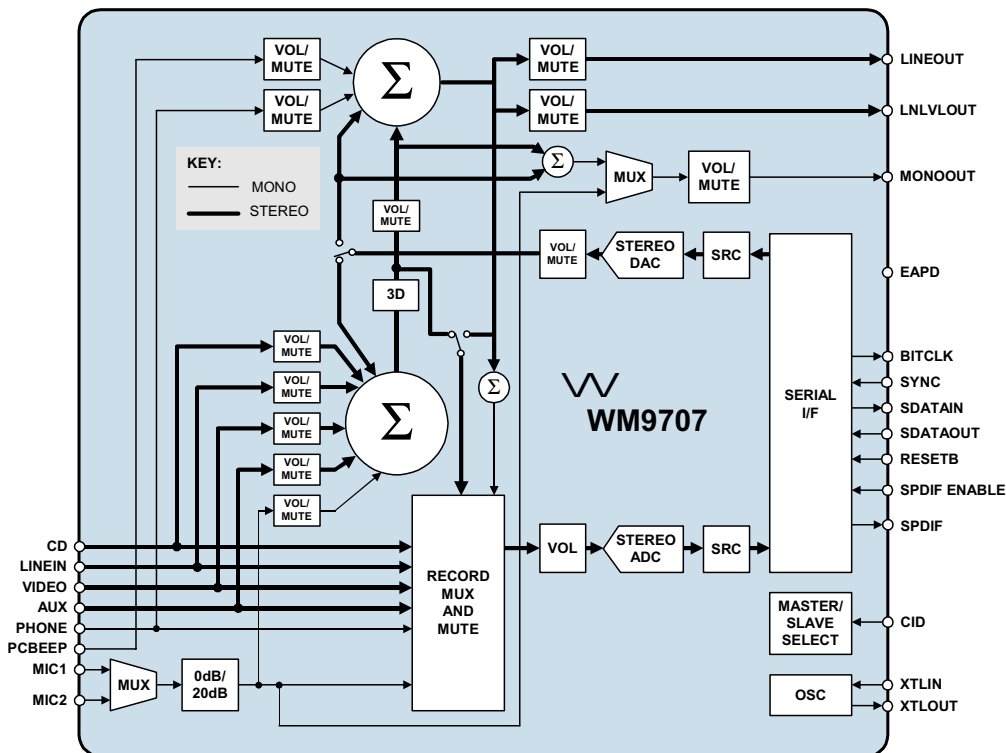 VOL/
MUTE
VOL/
MUTE
VOL/
MUTE
VOL/
MUTE
Σ
LINEOUT
LNLVLOUT
KEY:
MONO
STEREO
Σ
MUX
VOL/
MUTE
MONOOUT
VOL/
MUTE
VOL/
MUTE
STEREO
DAC
SRC
EAPD
3D
VOL/
MUTE
VOL/
MUTE
VOL/
MUTE
VOL/
MUTE
VOL/
MUTE
Σ
Σ
WM9707
SERIAL
I/F
BITCLK
SYNC
SDATAIN
SDATAOUT
RESETB
SPDIF ENABLE
SPDIF
CD
LINEIN
VIDEO
AUX
PHONE
PCBEEP
MIC1
MIC2
MUX
0dB/
20dB
RECORD
MUX
AND
MUTE
VOL
STEREO
ADC
SRC
MASTER/
SLAVE
SELECT
CID
OSC
XTLIN
XTLOUT